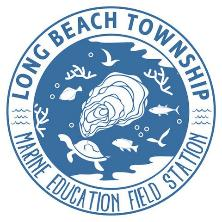 LONG BEACH TOWNSHIP
MARINE EDUCATION FIELD STATION